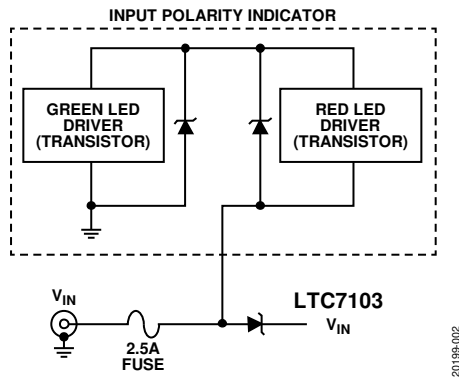 INPUT POLARITY INDICATOR
GREEN LED
DRIVER
(TRANSISTOR)
RED LED
DRIVER
(TRANSISTOR)
VIN
2.5A
FUSE
LTC7103
VIN
20199-002